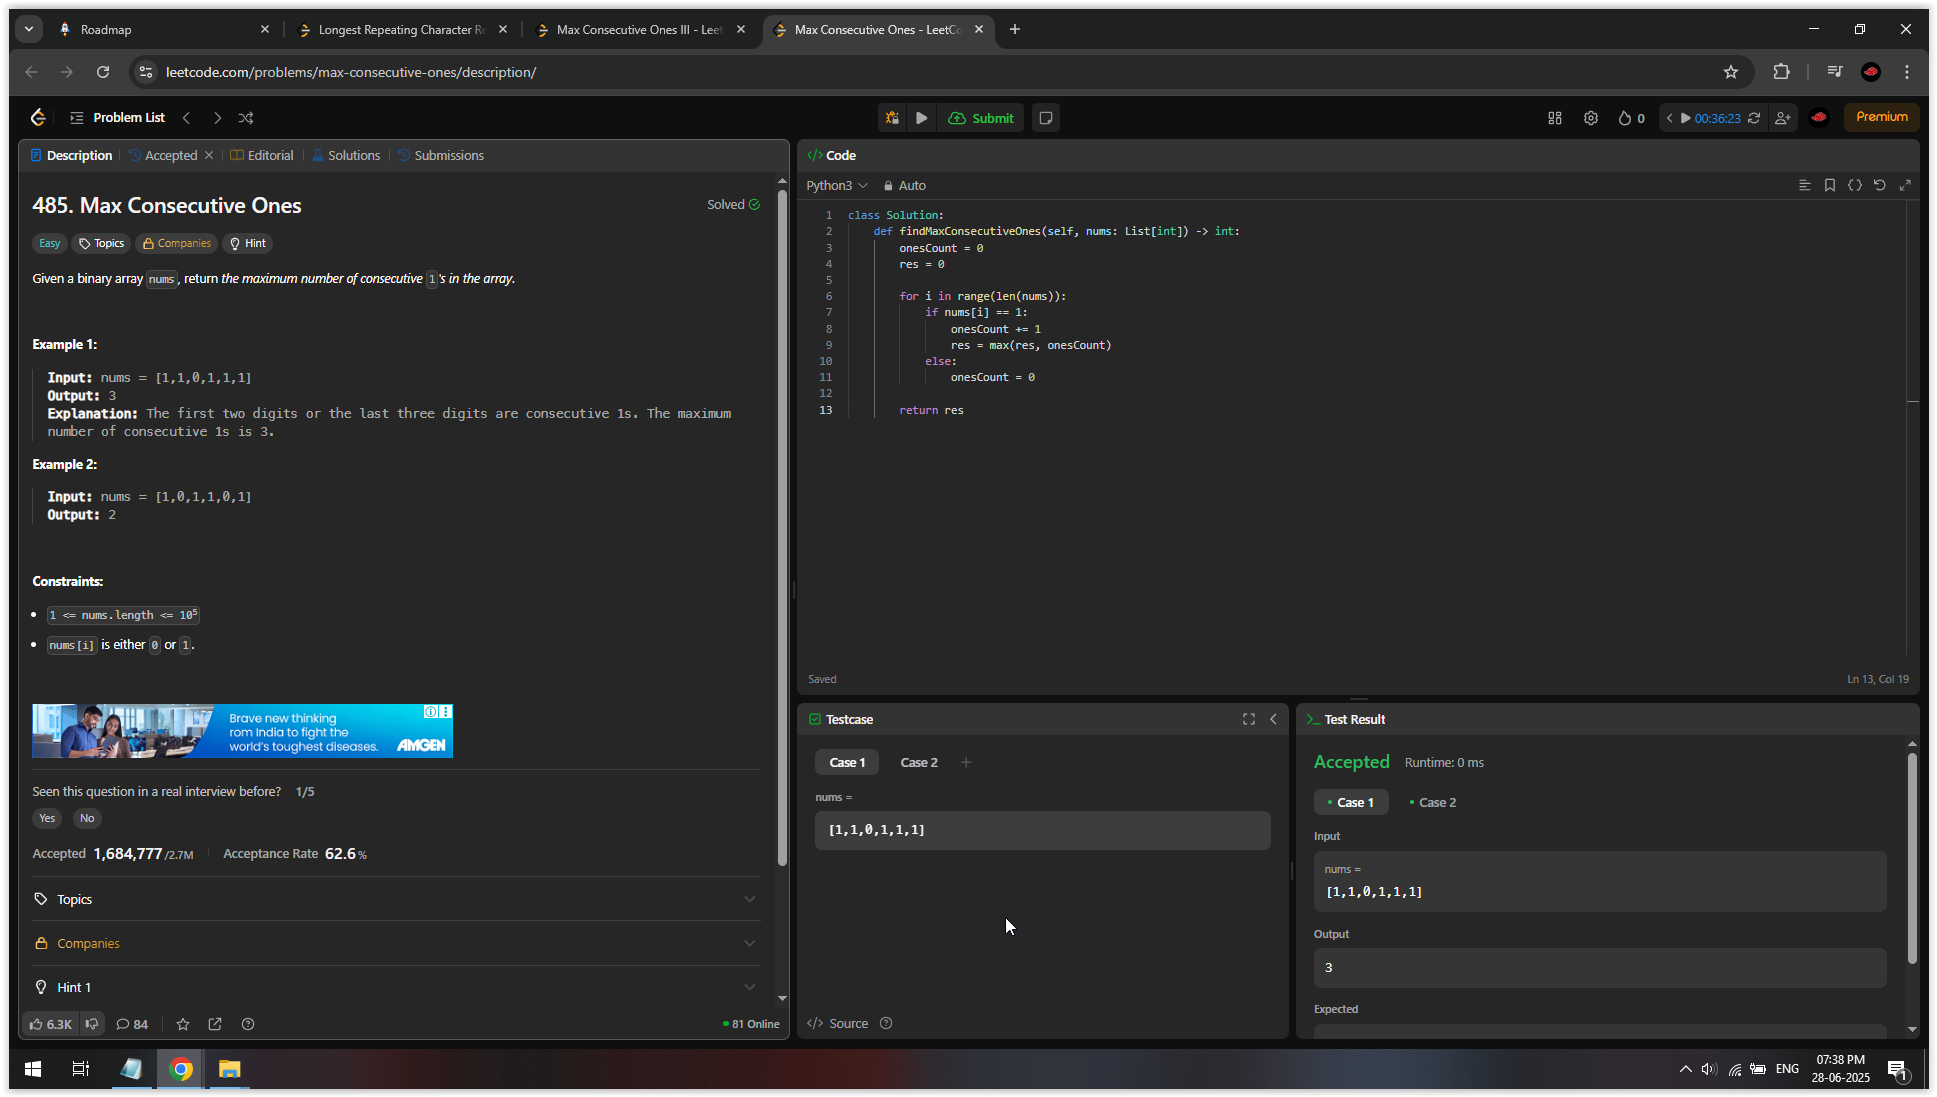 Roadmap
Longest Repeating Character Re
Max Consecutive Ones III - Leet
Max Consecutive Ones - LeetCo
leetcode.com/problems/max-consecutive-ones/description/
Problem List
Submit
0
00:36:23
Premium
Description
Accepted
Editorial
Solutions
Submissions
485. Max Consecutive Ones
Solved
Easy
Topics
Companies
Hint
Given a binary array nums, return the maximum number of consecutive 1's in the array.
Example 1:
Input: nums = [1,1,0,1,1,1]
Output: 3
Explanation: The first two digits or the last three digits are consecutive 1s. The maximum
number of consecutive 1s is 3.
Example 2:
Input: nums = [1,0,1,1,0,1]
Output: 2
Constraints:
• 1 <= nums.length <= 10⁵
• nums[i] is either 0 or 1.
Brave new thinking
rom India to fight the
world's toughest diseases.
AMGEN
Seen this question in a real interview before? 1/5
Yes
No
Accepted 1,684,777/2.7M
Acceptance Rate 62.6%
Topics
Companies
Hint 1
6.3K
84
81 Online
</> Code
Python3
Auto
1 class Solution:
2     def findMaxConsecutiveOnes(self, nums: List[int]) -> int:
3         onesCount = 0
4         res = 0
5
6         for i in range(len(nums)):
7             if nums[i] == 1:
8                 onesCount += 1
9                 res = max(res, onesCount)
10             else:
11                 onesCount = 0
12
13         return res
Saved
Ln 13, Col 19
Testcase
Case 1
Case 2
+
nums =
[1,1,0,1,1,1]
</> Source
>_ Test Result
Accepted
Runtime: 0 ms
• Case 1
• Case 2
Input
nums =
[1,1,0,1,1,1]
Output
3
Expected
ENG
07:38 PM
28-06-2025
1